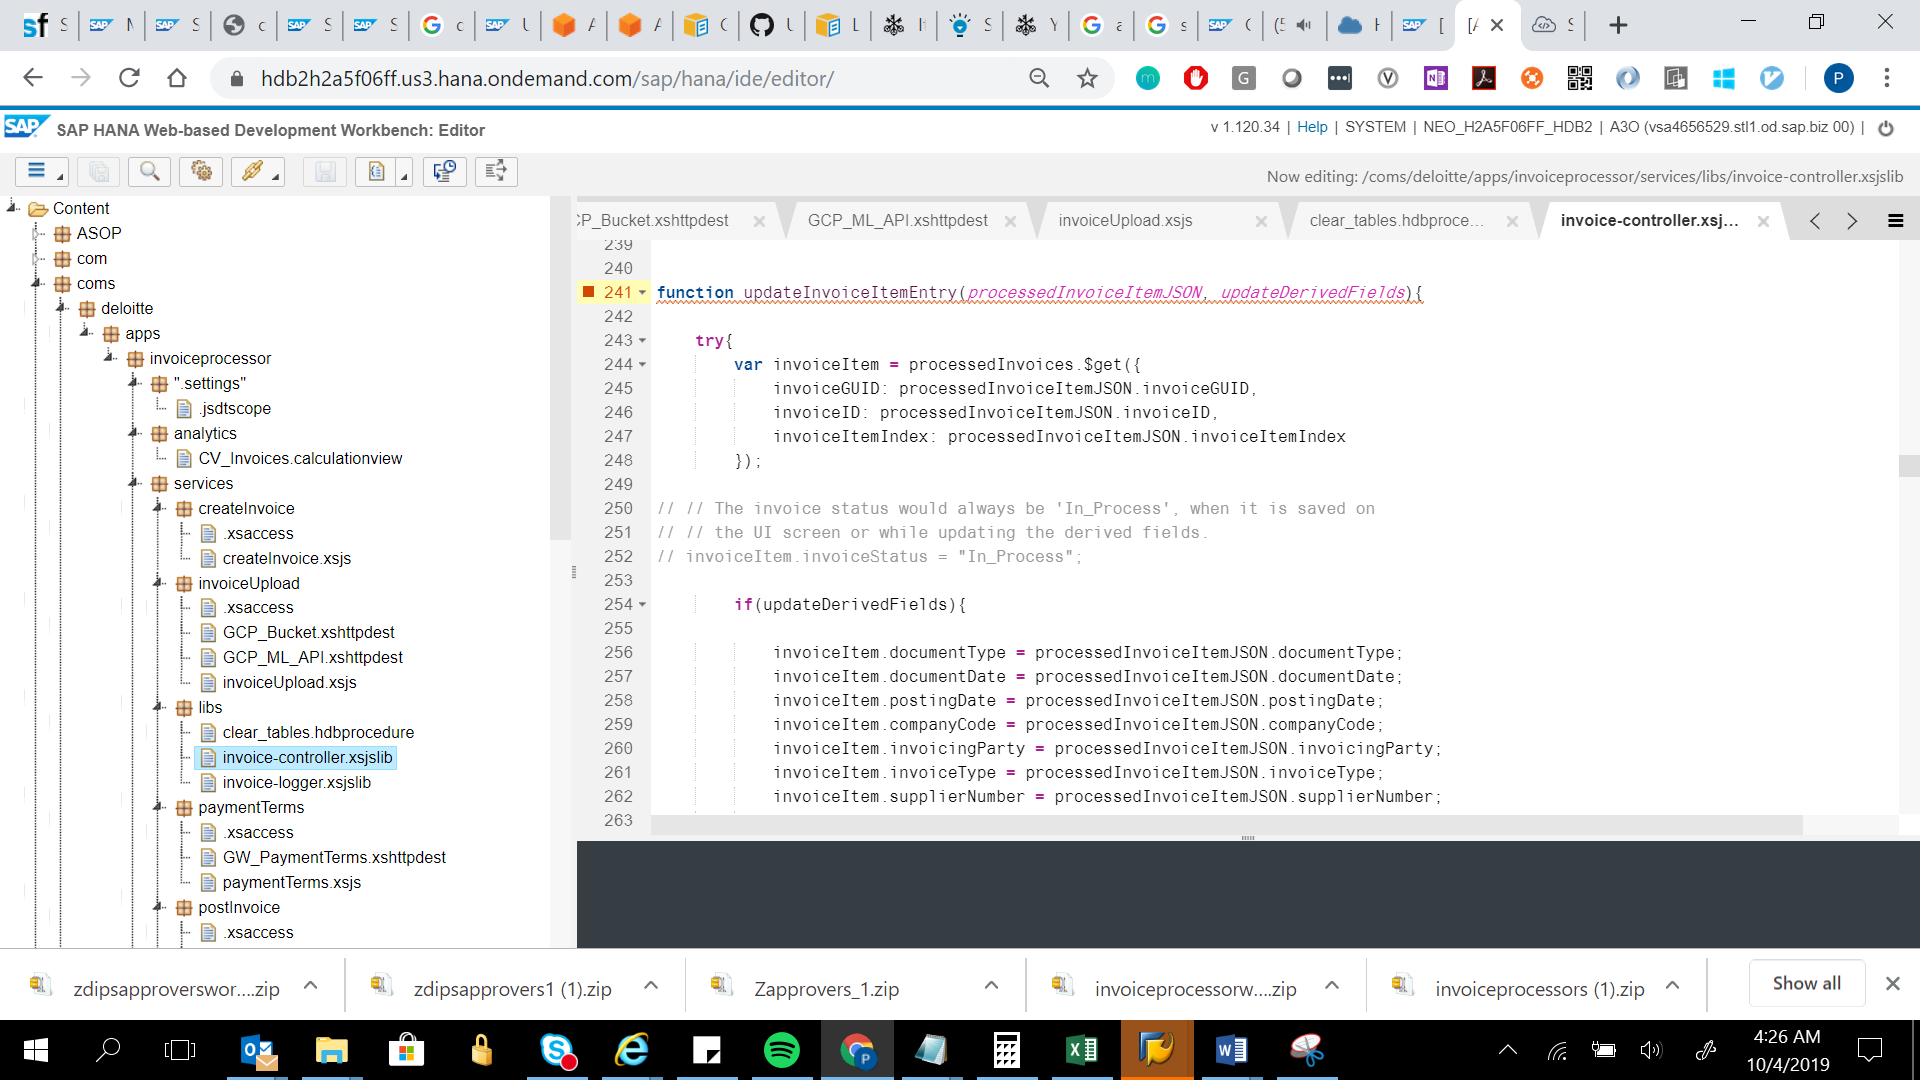 hdb2h2a5f06ff.us3.hana.ondemand.com/sap/hana/ide/editor/
SAP SAP HANA Web-based Development Workbench: Editor
v 1.120.34 | Help | SYSTEM | NEO_H2A5F06FF_HDB2 | A3O (vsa4656529.stl1.od.sap.biz 00) |
Now editing: /coms/deloitte/apps/invoiceprocessor/services/libs/invoice-controller.xsjslib
Content
ASOP
com
coms
deloitte
apps
invoiceprocessor
".settings"
.jsdtscope
analytics
CV_Invoices.calculationview
services
createInvoice
.xsaccess
createInvoice.xsjs
invoiceUpload
.xsaccess
GCP_Bucket.xshttpdest
GCP_ML_API.xshttpdest
invoiceUpload.xsjs
libs
clear_tables.hdbprocedure
invoice-controller.xsjslib
invoice-logger.xsjslib
paymentTerms
.xsaccess
GW_PaymentTerms.xshttpdest
paymentTerms.xsjs
postInvoice
.xsaccess
CP_Bucket.xshttpdest
GCP_ML_API.xshttpdest
invoiceUpload.xsjs
clear_tables.hdbproce...
invoice-controller.xsj...
239
240
241 function updateInvoiceItemEntry(processedInvoiceItemJSON, updateDerivedFields){
242
243 try{
244 var invoiceItem = processedInvoices.$get({
245 invoiceGUID: processedInvoiceItemJSON.invoiceGUID,
246 invoiceID: processedInvoiceItemJSON.invoiceID,
247 invoiceItemIndex: processedInvoiceItemJSON.invoiceItemIndex
248 });
249
250 // // The invoice status would always be 'In_Process', when it is saved on
251 // // the UI screen or while updating the derived fields.
252 // invoiceItem.invoiceStatus = "In_Process";
253
254 if(updateDerivedFields){
255
256 invoiceItem.documentType = processedInvoiceItemJSON.documentType;
257 invoiceItem.documentDate = processedInvoiceItemJSON.documentDate;
258 invoiceItem.postingDate = processedInvoiceItemJSON.postingDate;
259 invoiceItem.companyCode = processedInvoiceItemJSON.companyCode;
260 invoiceItem.invoicingParty = processedInvoiceItemJSON.invoicingParty;
261 invoiceItem.invoiceType = processedInvoiceItemJSON.invoiceType;
262 invoiceItem.supplierNumber = processedInvoiceItemJSON.supplierNumber;
263
zdipsapproverswor....zip
zdipsapprovers1 (1).zip
Zapprovers_1.zip
invoiceprocessorw....zip
invoiceprocessors (1).zip
Show all
4:26 AM
10/4/2019